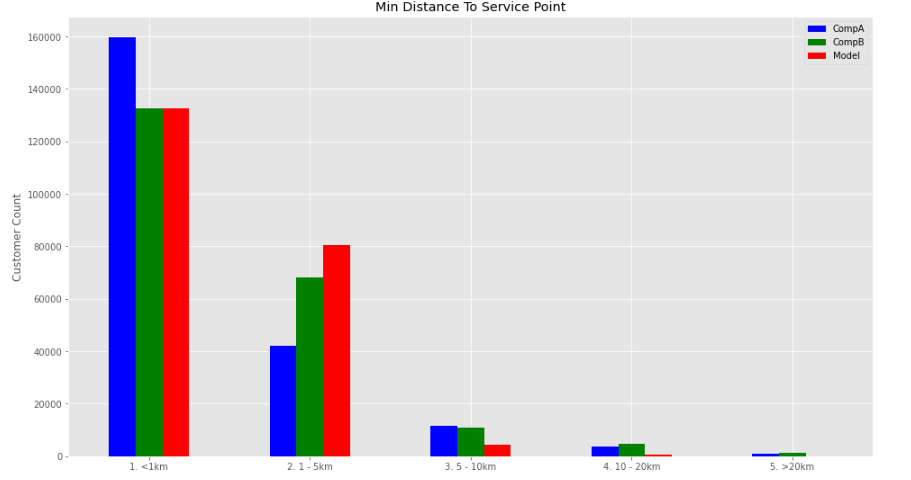 Min Distance To Service Point
CompA
CompB
Model
160000
140000
120000
100000
80000
60000
40000
20000
0
Customer Count
1. <1km
2. 1 - 5km
3. 5 - 10km
4. 10 - 20km
5. >20km